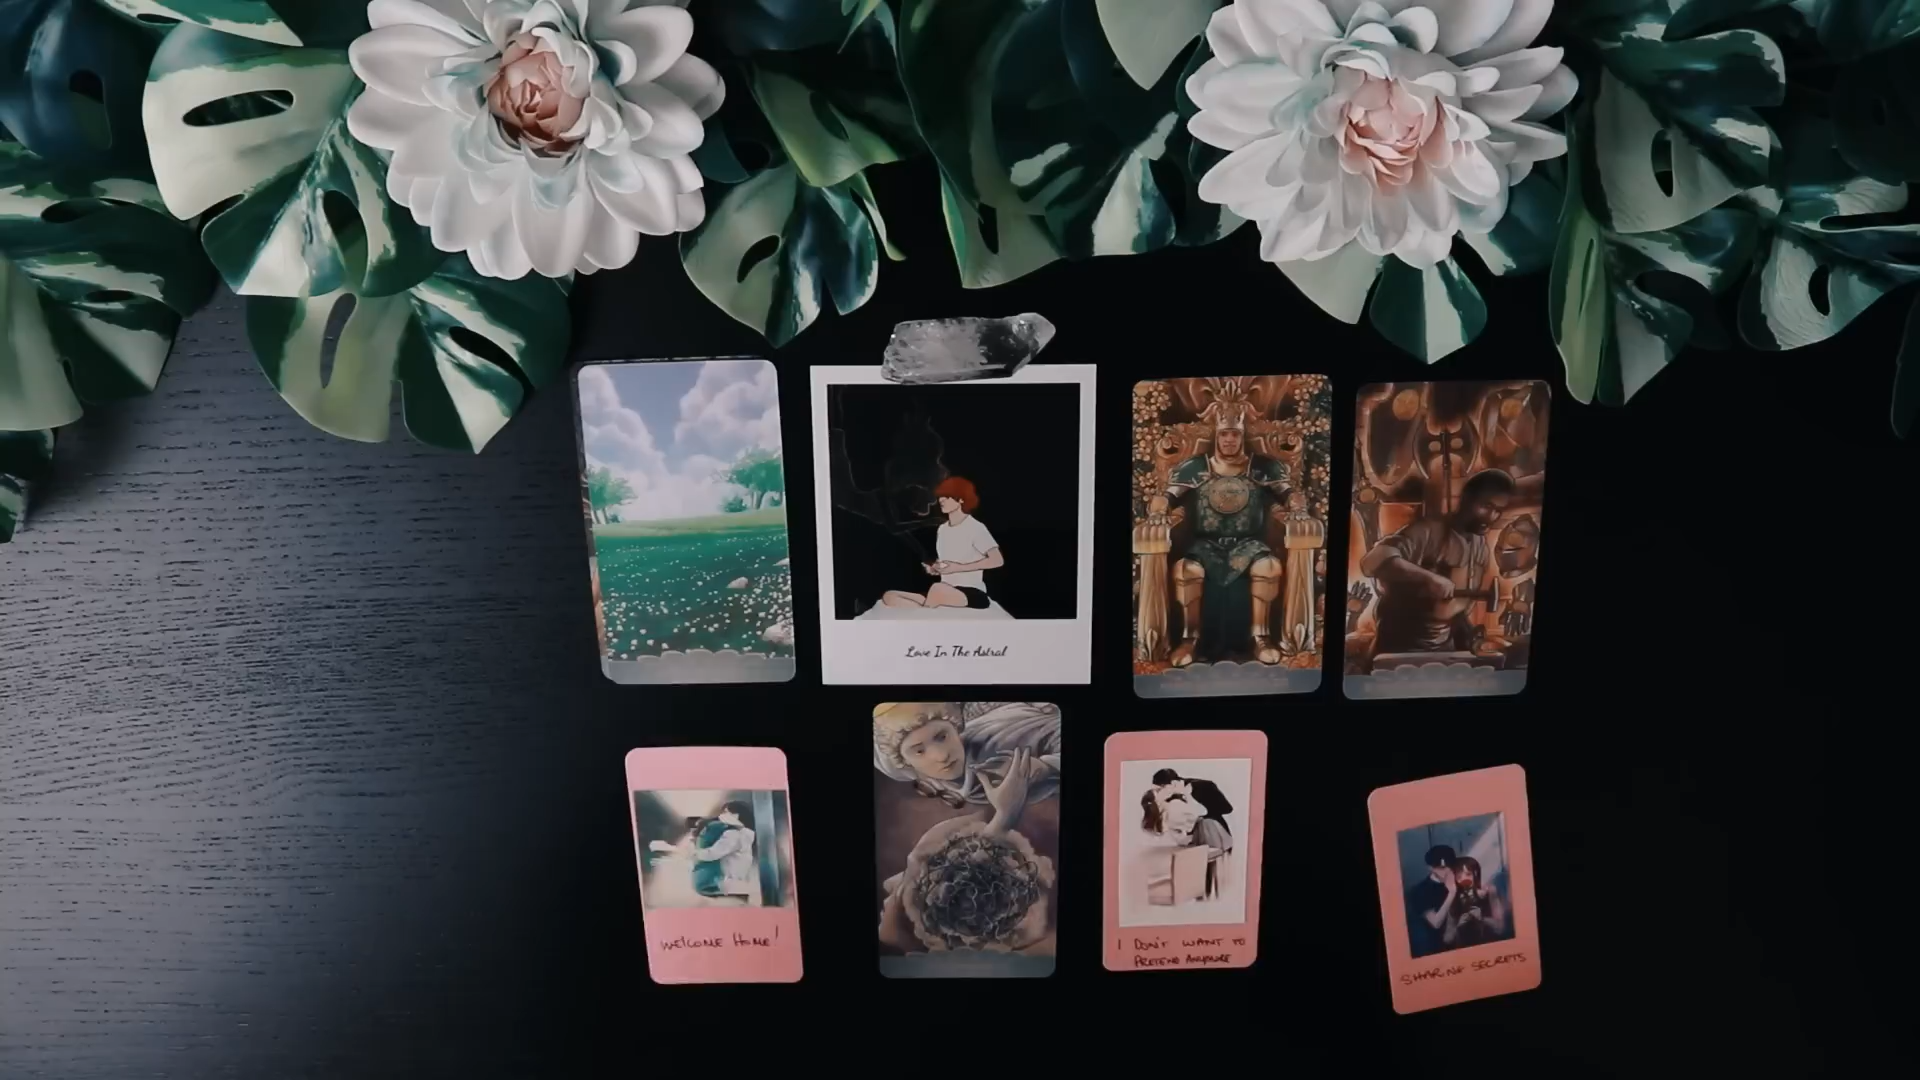 Love In The Astral
WELCOME HOME!
I DON'T WANT TO
PRETEND ANYMORE
SHARING SECRETS